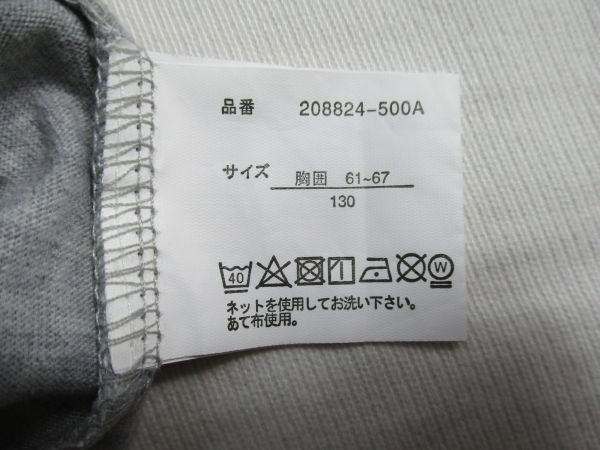 品番 208824-500A
サイズ 胸囲 61~67
130
40 W
ネットを使用してお洗い下さい。
あて布使用。